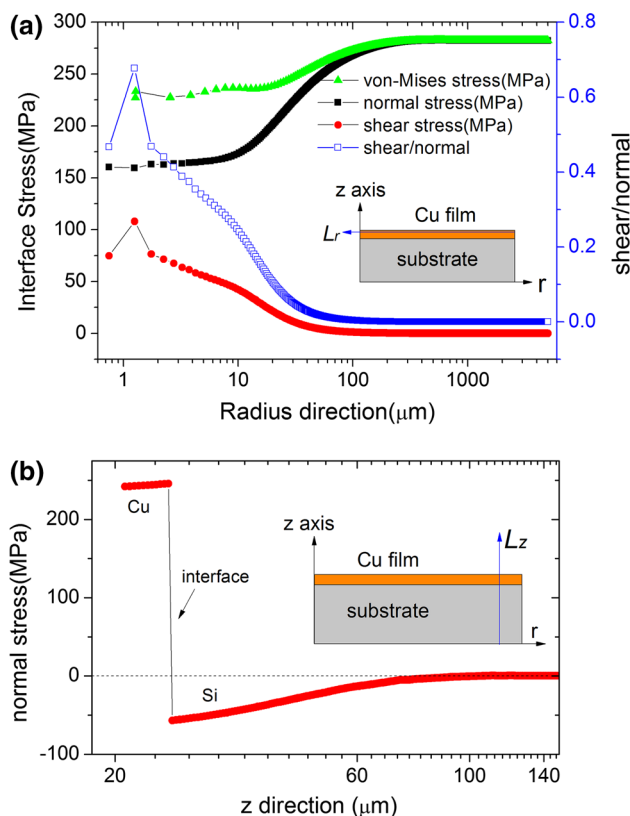 (a)
300
250
200
150
100
50
0
Interface Stress(MPa)
von-Mises stress(MPa)
normal stress(MPa)
shear stress(MPa)
shear/normal
z axis
Cu film
Lr
substrate
r
0.8
0.6
0.4
0.2
0.0
shear/normal
1 10 100 1000
Radius direction(μm)
(b)
200
100
0
-100
normal stress(MPa)
Cu
interface
Si
z axis
Lz
Cu film
substrate
r
20 60 100 140
z direction (μm)